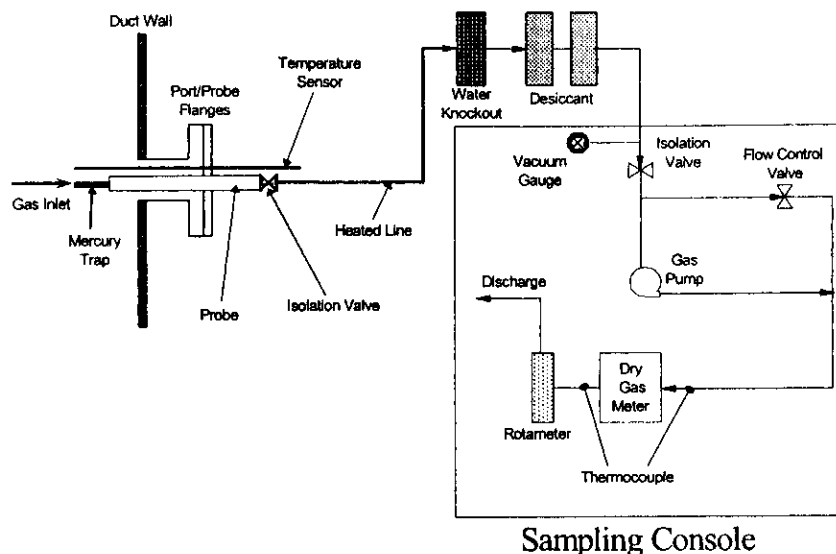 Duct Wall
Temperature
Sensor
Port/Probe
Flanges
Water
Knockout
Desiccant
Vacuum
Gauge
Isolation
Valve
Flow Control
Valve
Gas Inlet
Mercury
Trap
Heated Line
Probe
Isolation Valve
Gas
Pump
Discharge
Dry
Gas
Meter
Rotameter
Thermocouple
Sampling Console